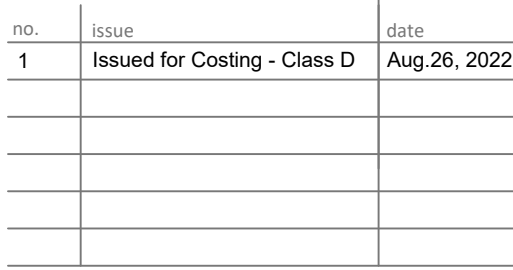 no. issue date
1 Issued for Costing - Class D Aug.26, 2022